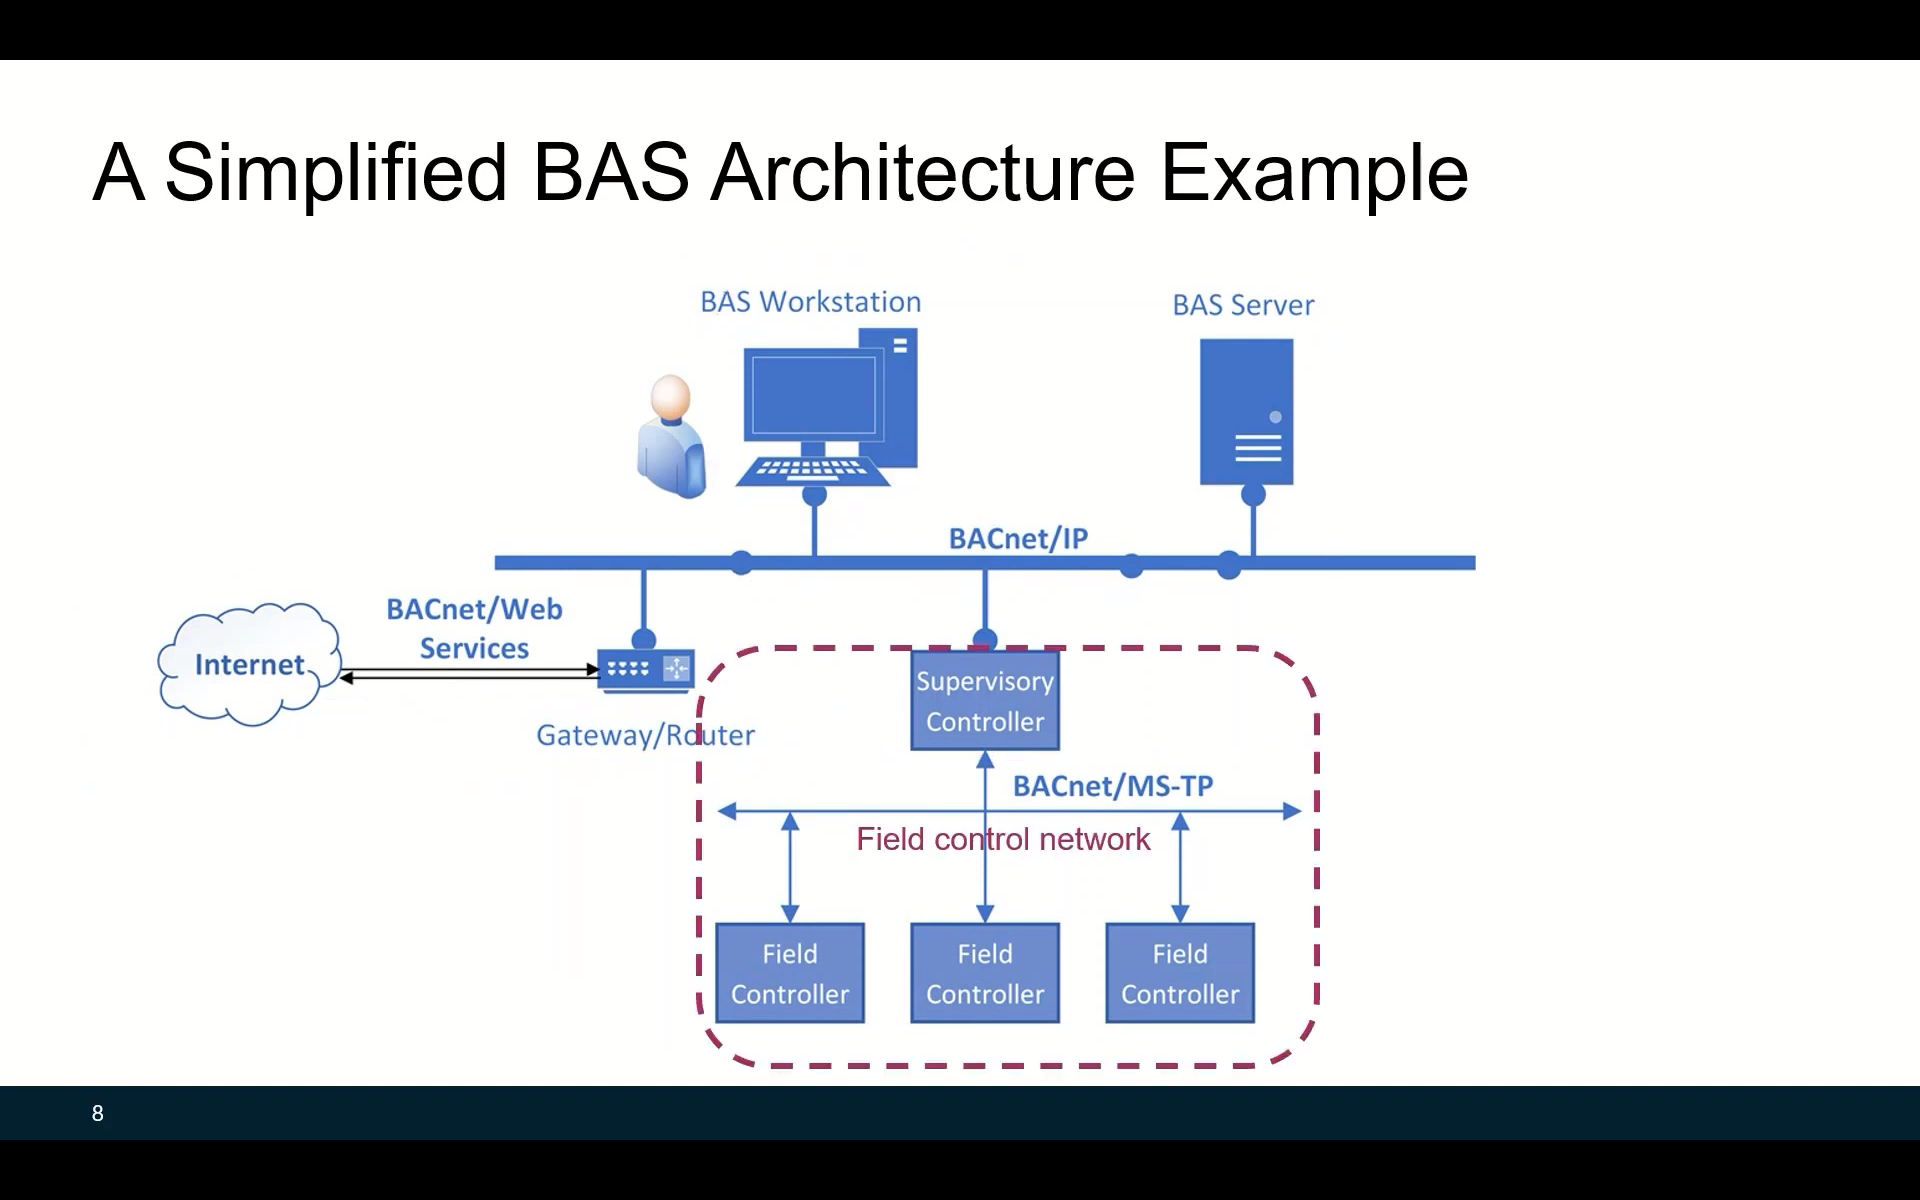 A Simplified BAS Architecture Example
BAS Workstation
BAS Server
BACnet/IP
BACnet/Web
Services
Internet
Gateway/Router
Supervisory
Controller
BACnet/MS-TP
Field control network
Field
Controller
Field
Controller
Field
Controller
8